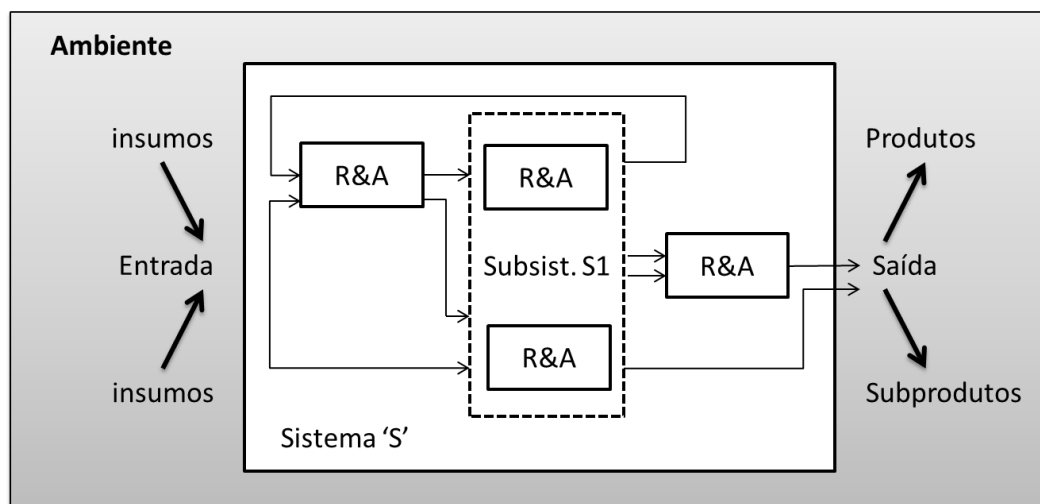 Ambiente
insumos
Entrada
insumos
R&A
R&A
Subsist. S1
R&A
R&A
Sistema ‘S’
Produtos
Saída
Subprodutos